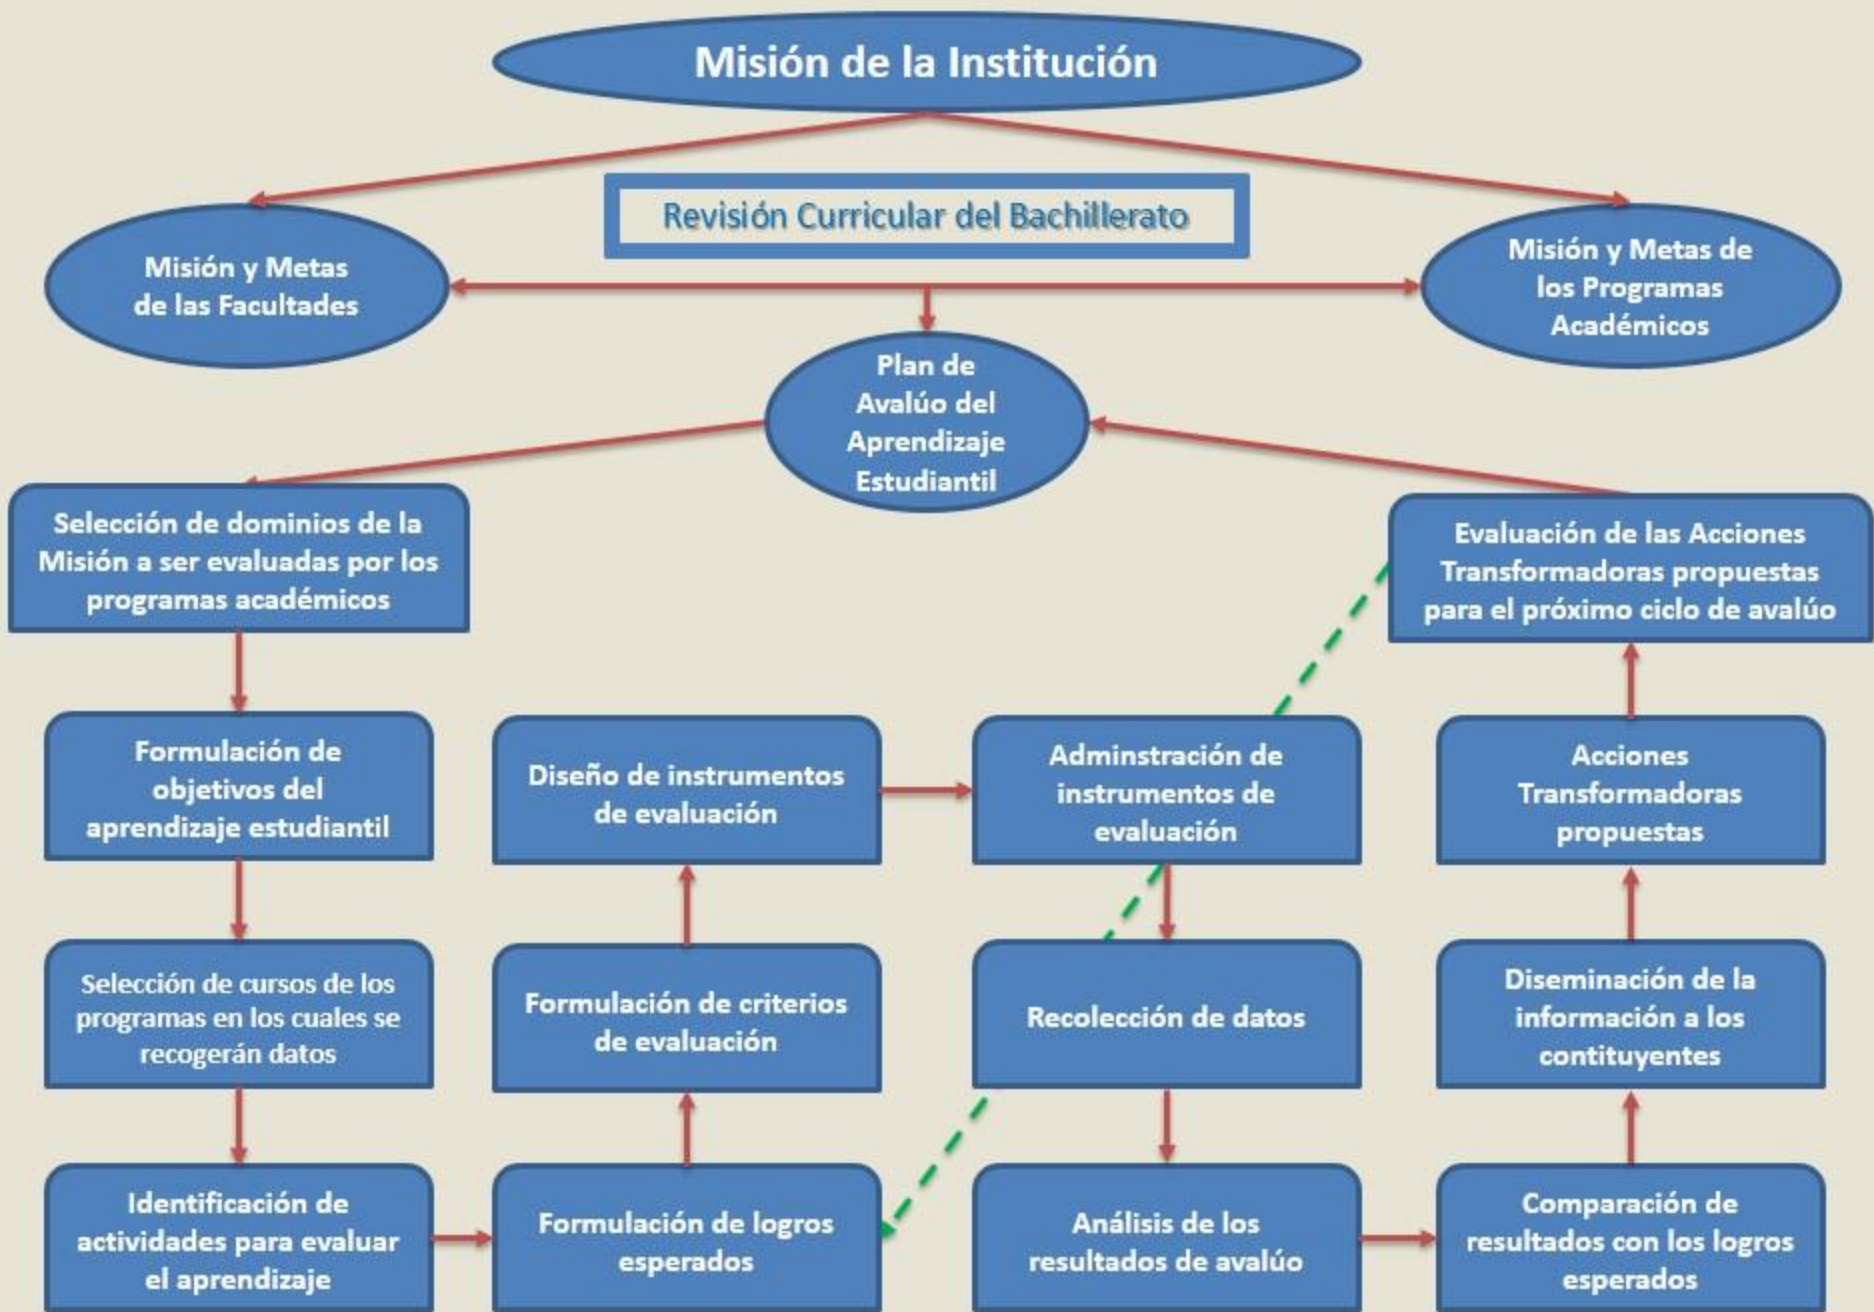 Misión de la Institución
Revisión Curricular del Bachillerato
Misión y Metas
de las Facultades
Misión y Metas de
los Programas
Académicos
Plan de
Avalúo del
Aprendizaje
Estudiantil
Selección de dominios de la
Misión a ser evaluadas por los
programas académicos
Evaluación de las Acciones
Transformadoras propuestas
para el próximo ciclo de avalúo
Formulación de
objetivos del
aprendizaje estudiantil
Diseño de instrumentos
de evaluación
Adminstración de
instrumentos de
evaluación
Acciones
Transformadoras
propuestas
Selección de cursos de los
programas en los cuales se
recogerán datos
Formulación de criterios
de evaluación
Recolección de datos
Diseminación de la
información a los
contituyentes
Identificación de
actividades para evaluar
el aprendizaje
Formulación de logros
esperados
Análisis de los
resultados de avalúo
Comparación de
resultados con los logros
esperados